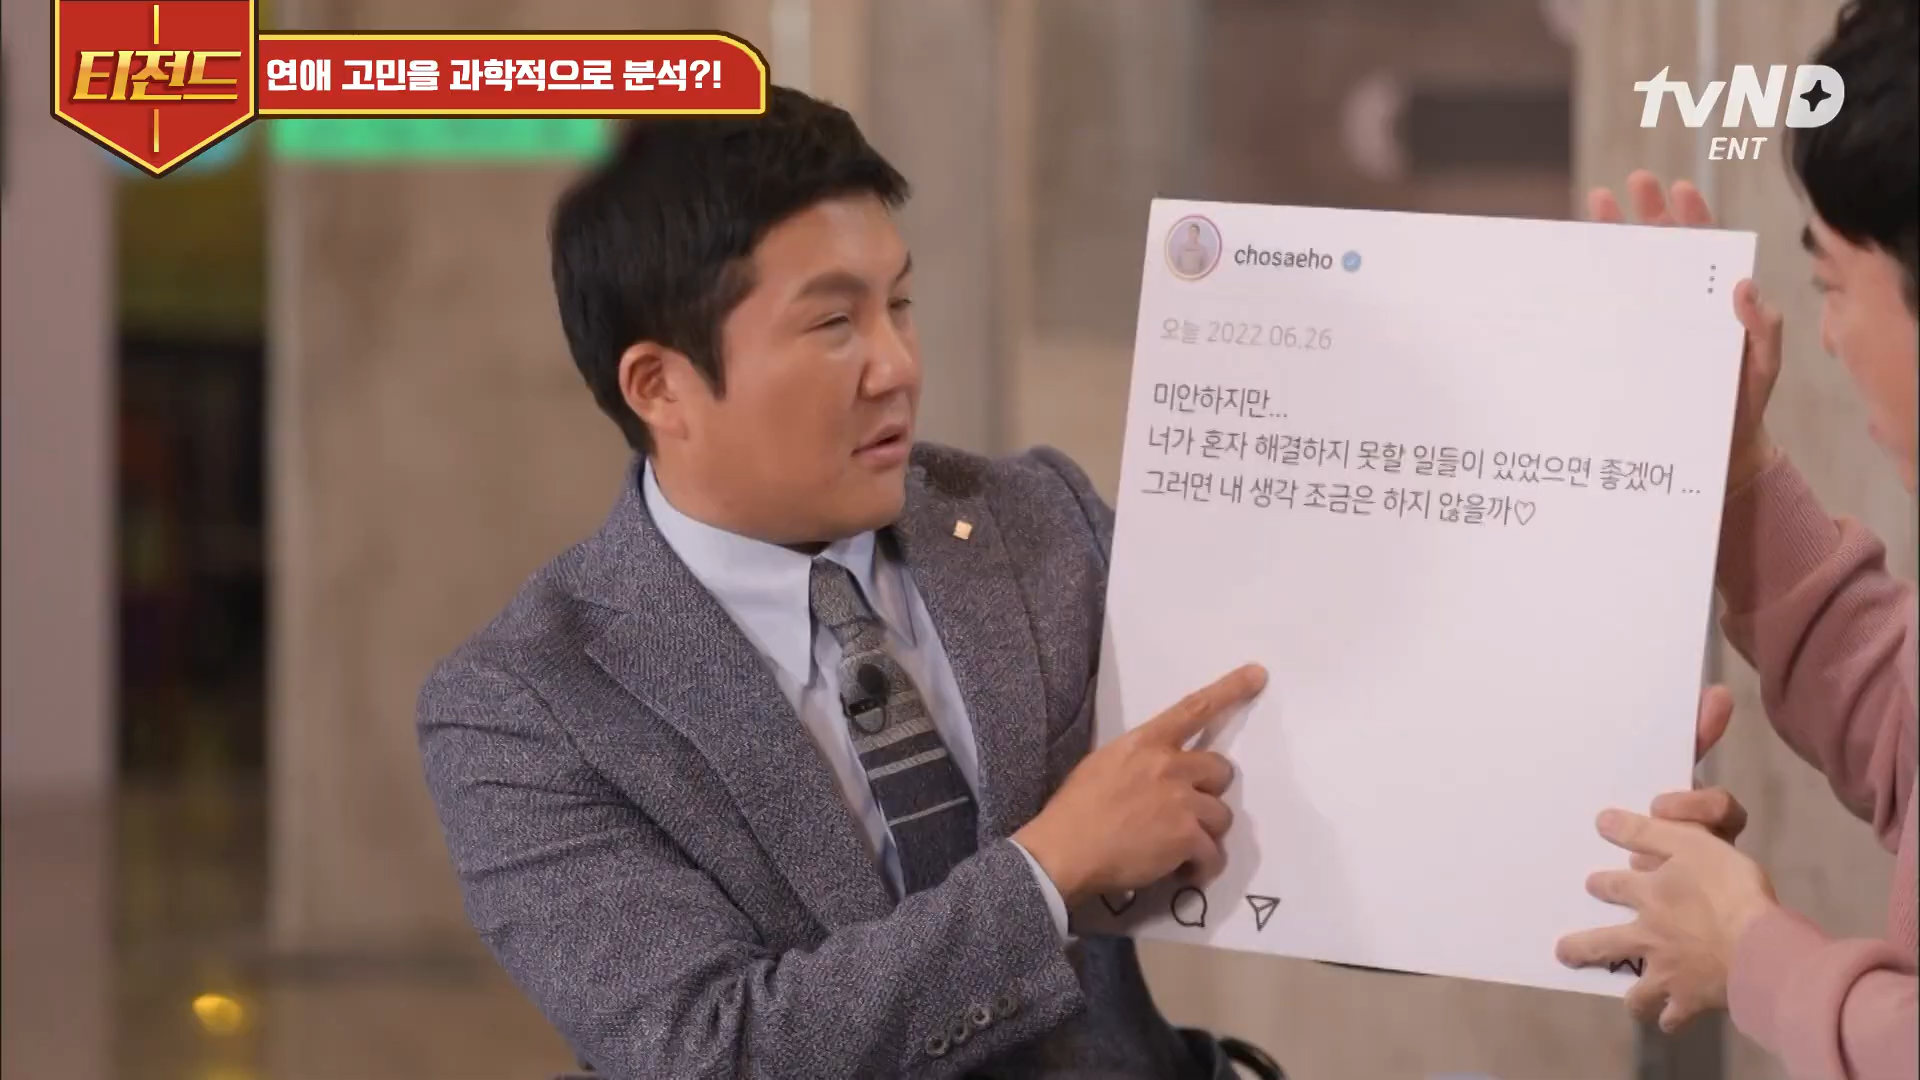 티전드
연애 고민을 과학적으로 분석?!
tvND
ENT
chosaeho
오늘 2022.06.26
미안하지만...
너가 혼자 해결하지 못할 일들이 있었으면 좋겠어 ...
그러면 내 생각 조금은 하지 않을까♡